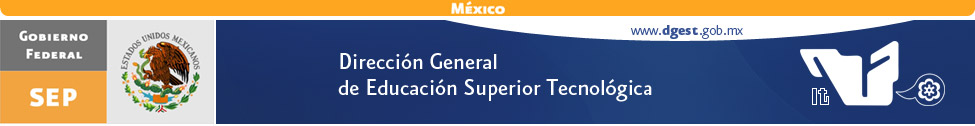 México
GOBIERNO
FEDERAL
SEP
ESTADOS UNIDOS MEXICANOS
www.dgest.gob.mx
Dirección General
de Educación Superior Tecnológica
It